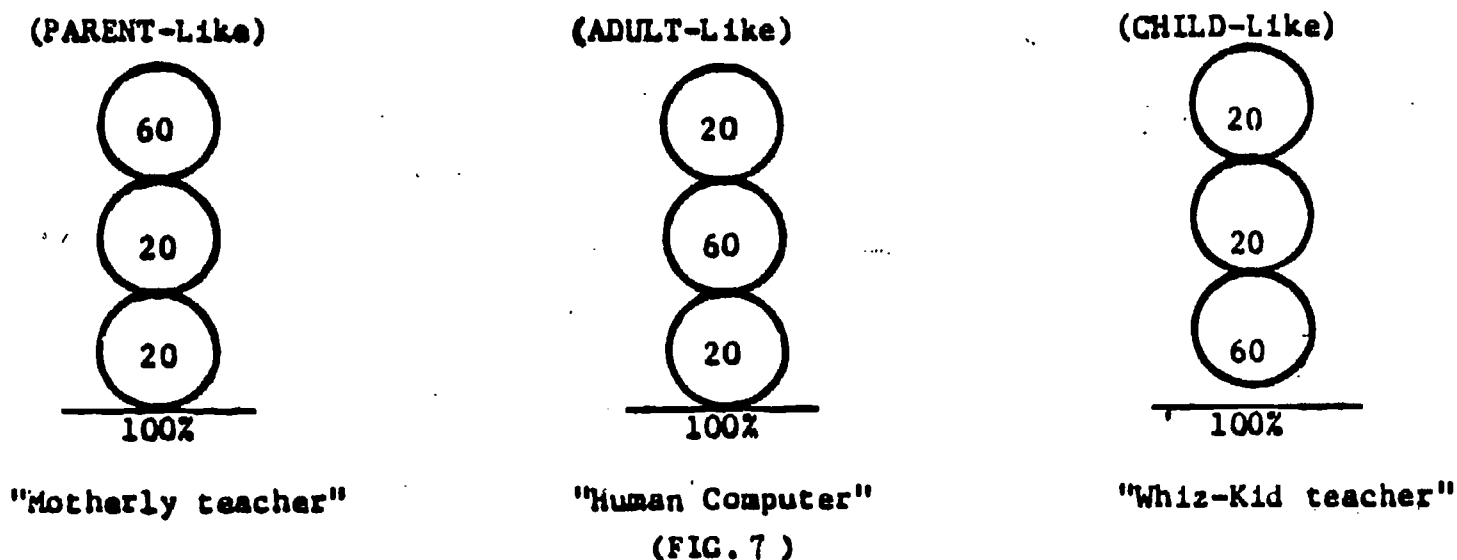 (PARENT-Like) (ADULT-Like) (CHILD-Like)
60 20 20
20 60 20
20 20 60
100% 100% 100%
"Motherly teacher" "Human Computer" "Whiz-Kid teacher"
(FIG. 7 )